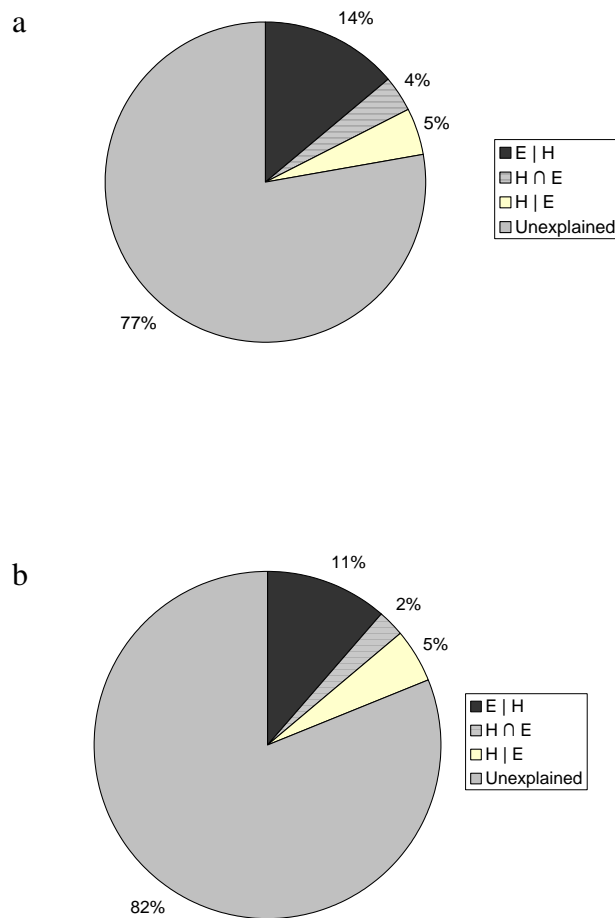 a
14%
4%
5%
77%
E | H
H ∩ E
H | E
Unexplained
b
11%
2%
5%
82%
E | H
H ∩ E
H | E
Unexplained